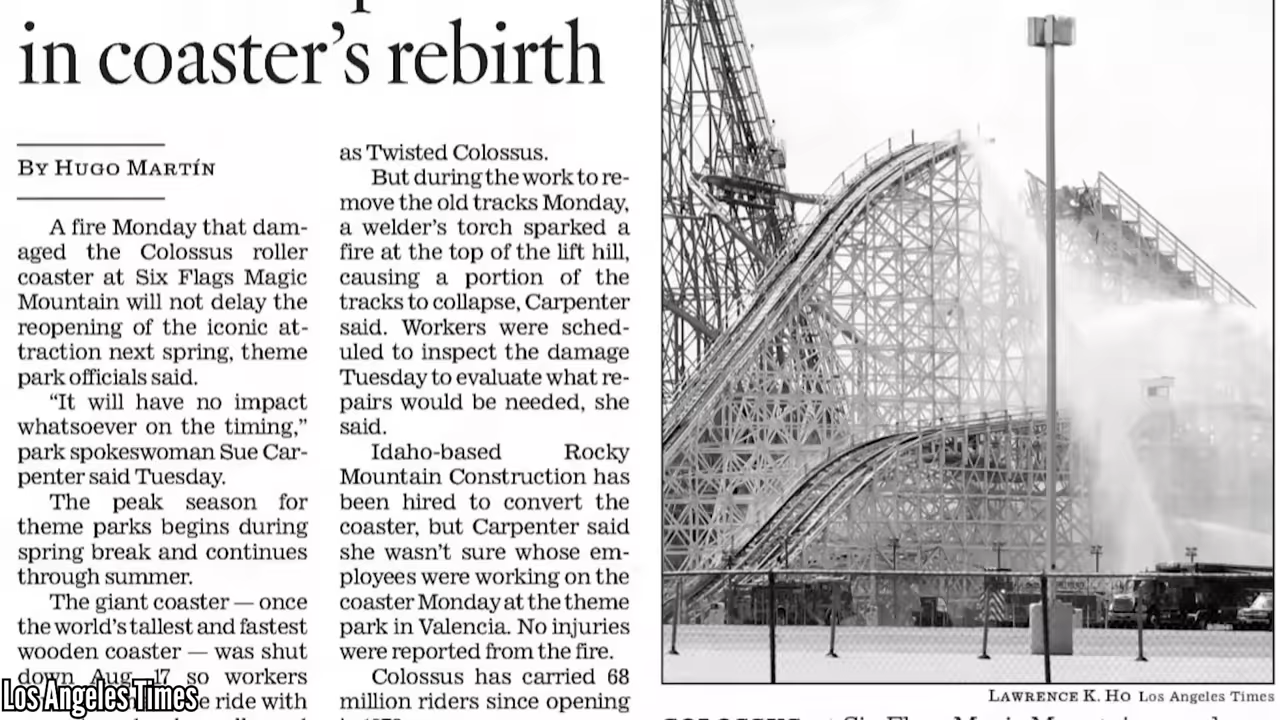 in coaster's rebirth
BY HUGO MARTÍN
A fire Monday that dam-
aged the Colossus roller
coaster at Six Flags Magic
Mountain will not delay the
reopening of the iconic at-
traction next spring, theme
park officials said.
“It will have no impact
whatsoever on the timing,”
park spokeswoman Sue Car-
penter said Tuesday.
The peak season for
theme parks begins during
spring break and continues
through summer.
The giant coaster — once
the world's tallest and fastest
wooden coaster — was shut
down Aug. 17 so workers
ride with
as Twisted Colossus.
But during the work to re-
move the old tracks Monday,
a welder's torch sparked a
fire at the top of the lift hill,
causing a portion of the
tracks to collapse, Carpenter
said. Workers were sched-
uled to inspect the damage
Tuesday to evaluate what re-
pairs would be needed, she
said.
Idaho-based Rocky
Mountain Construction has
been hired to convert the
coaster, but Carpenter said
she wasn't sure whose em-
ployees were working on the
coaster Monday at the theme
park in Valencia. No injuries
were reported from the fire.
Colossus has carried 68
million riders since opening
LAWRENCE K. HO Los Angeles Times
Los Angeles Times